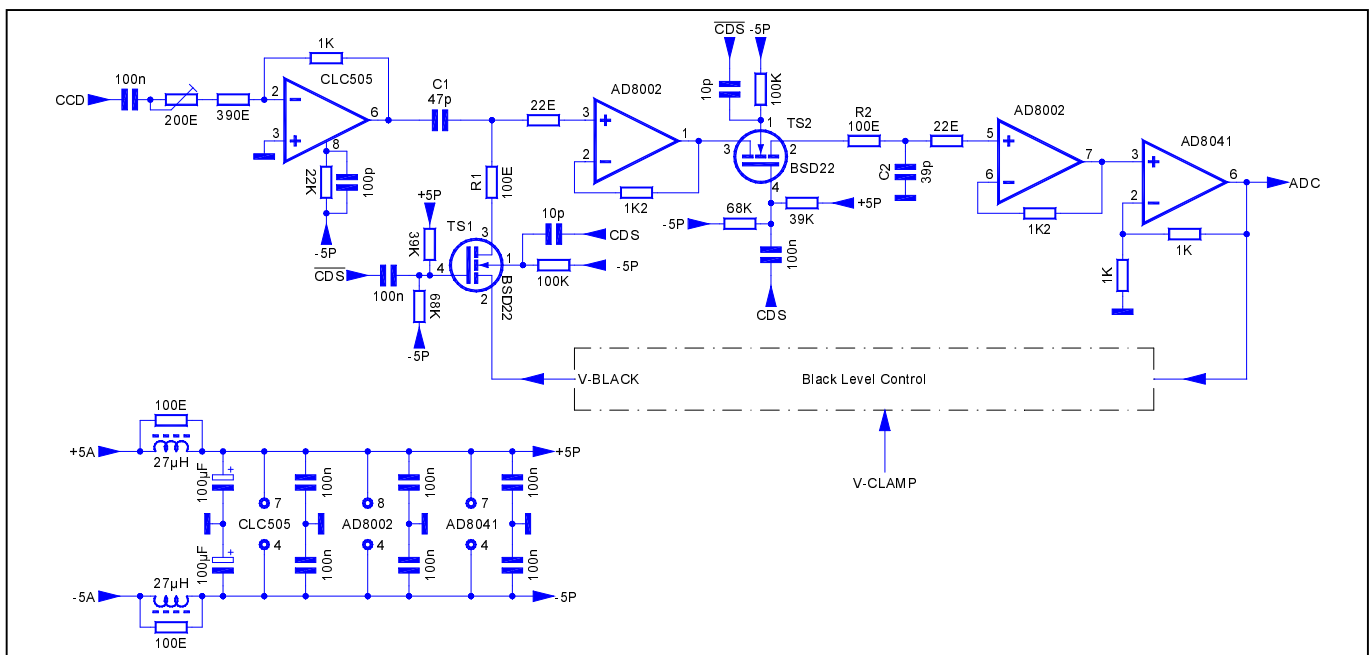 CCD
100n
200E
390E
1K
CLC505
2
3
6
8
22K
100p
-5P
C1
47p
22E
R1
100E
AD8002
3
2
1
1K2
C̅D̅S̅
-5P
10p
100K
1
TS2
3
2
BSD22
4
68K
-5P
39K
+5P
100n
CDS
R2
100E
22E
C2
39p
AD8002
5
6
7
1K2
AD8041
3
2
6
ADC
1K
1K
+5P
39K
TS1
C̅D̅S̅
100n
4
68K
-5P
3
1
2
BSD22
10p
CDS
100K
-5P
V-BLACK
Black Level Control
V-CLAMP
100E
+5A
27µH
+5P
100µF
+
7
100n
8
100n
7
100n
CLC505
AD8002
AD8041
100µF
+
4
100n
4
100n
4
100n
27µH
-5A
-5P
100E